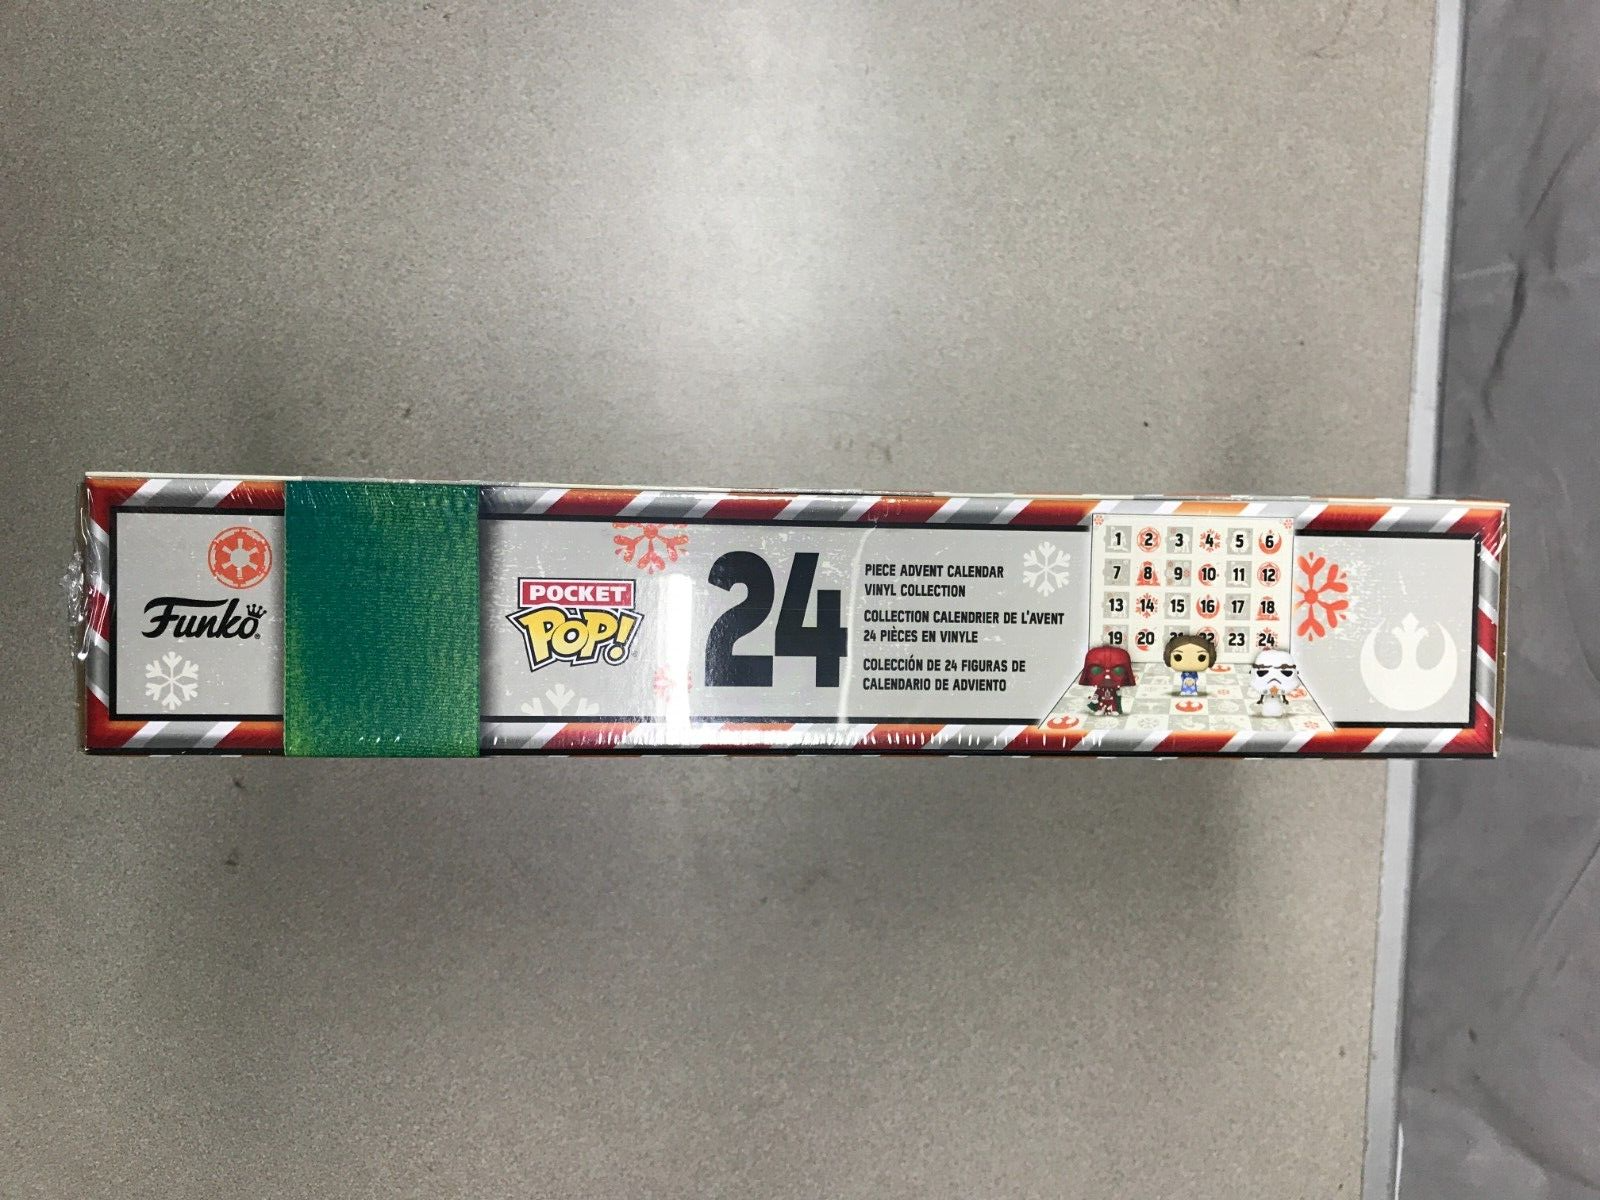 Funko
POCKET
POP!
24
PIECE ADVENT CALENDAR
VINYL COLLECTION
COLLECTION CALENDRIER DE L'AVENT
24 PIÈCES EN VINYLE
COLECCIÓN DE 24 FIGURAS DE
CALENDARIO DE ADVIENTO
1 2 3 4 5 6
7 8 9 10 11 12
13 14 15 16 17 18
19 20 21 22 23 24